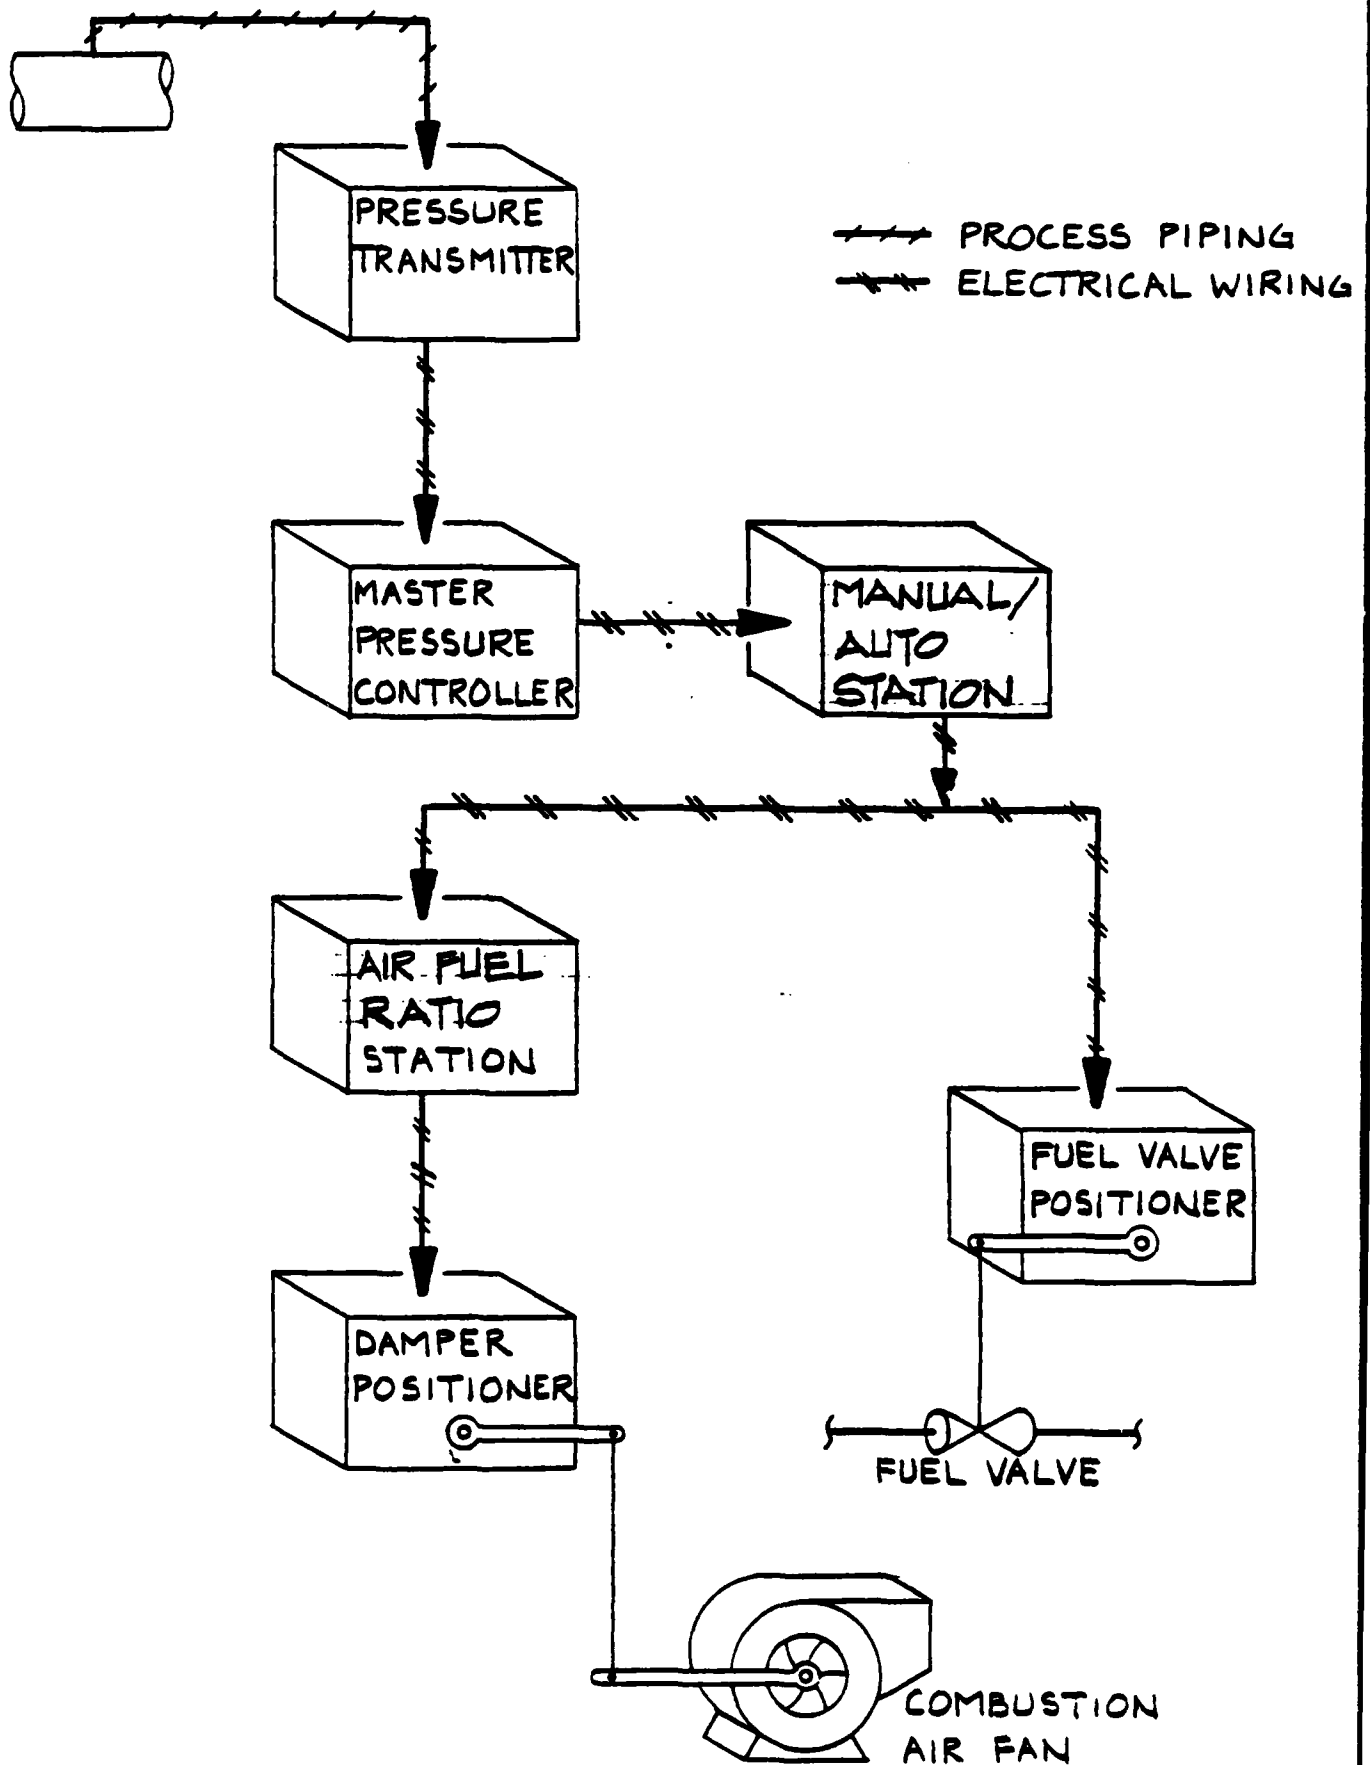 PRESSURE
TRANSMITTER
PROCESS PIPING
ELECTRICAL WIRING
MASTER
PRESSURE
CONTROLLER
MANUAL/
AUTO
STATION
AIR FUEL
RATIO
STATION
FUEL VALVE
POSITIONER
DAMPER
POSITIONER
FUEL VALVE
COMBUSTION
AIR FAN